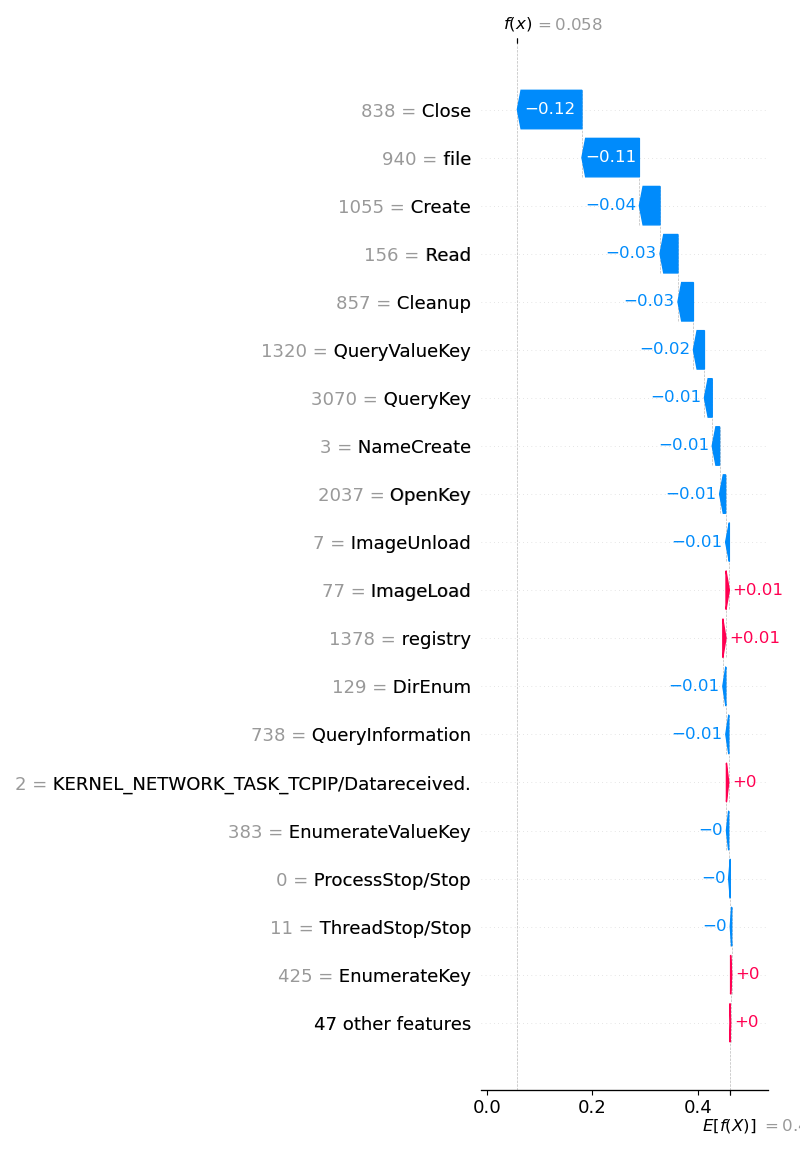 f(x) = 0.058
838 = Close −0.12
940 = file −0.11
1055 = Create −0.04
156 = Read −0.03
857 = Cleanup −0.03
1320 = QueryValueKey −0.02
3070 = QueryKey −0.01
3 = NameCreate −0.01
2037 = OpenKey −0.01
7 = ImageUnload −0.01
77 = ImageLoad +0.01
1378 = registry +0.01
129 = DirEnum −0.01
738 = QueryInformation −0.01
2 = KERNEL_NETWORK_TASK_TCPIP/Datareceived. +0
383 = EnumerateValueKey −0
0 = ProcessStop/Stop −0
11 = ThreadStop/Stop −0
425 = EnumerateKey +0
47 other features +0
0.0 0.2 0.4
E[f(X)] = 0.